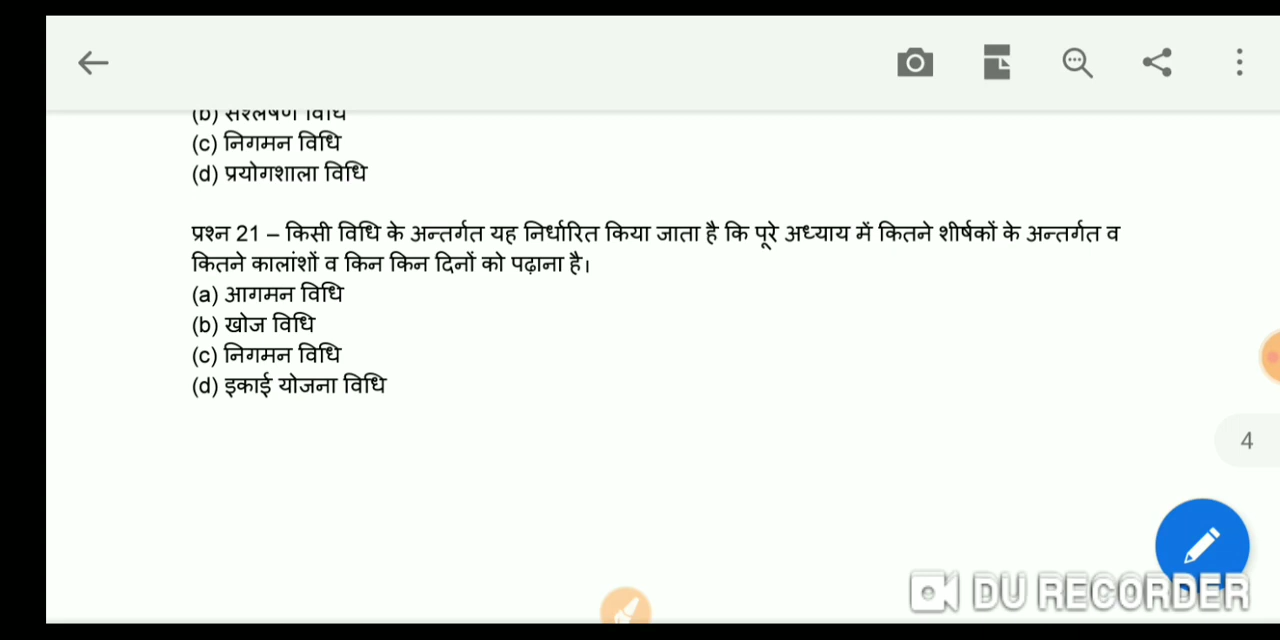 (b) संश्लेषण विधि
(c) निगमन विधि
(d) प्रयोगशाला विधि
प्रश्न 21 – किसी विधि के अन्तर्गत यह निर्धारित किया जाता है कि पूरे अध्याय में कितने शीर्षकों के अन्तर्गत व
कितने कालांशों व किन किन दिनों को पढ़ाना है।
(a) आगमन विधि
(b) खोज विधि
(c) निगमन विधि
(d) इकाई योजना विधि
4
DU RECORDER